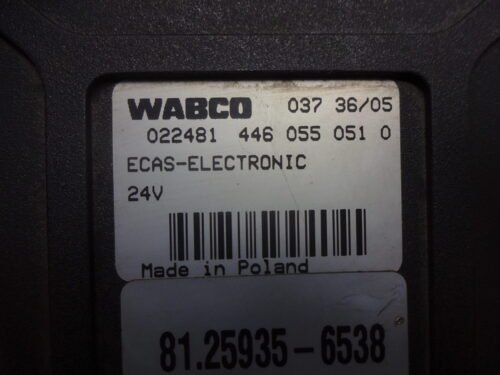 WABCO 037 36/05
022481 446 055 051 0
ECAS-ELECTRONIC
24V
Made in Poland
81.25935-6538